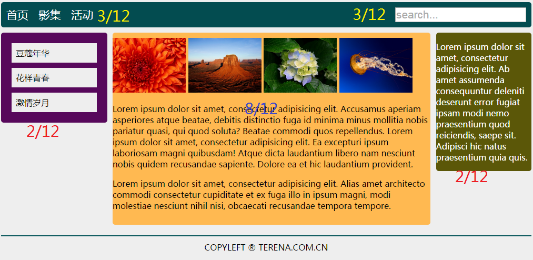 首页 影集 活动 3/12 3/12 search...
豆蔻年华
花样青春
激情岁月
2/12
8/12
Lorem ipsum dolor sit amet, consectetur adipisicing elit. Accusamus aperiam
asperiores atque beatae, debitis distinctio fuga id minima minus mollitia nobis
pariatur quasi, qui quod soluta? Beatae commodi quos repellendus. Lorem
ipsum dolor sit amet, consectetur adipisicing elit. Ea excepturi ipsam
laboriosam magni quibusdam! Atque dicta laudantium libero nam nesciunt
nobis quidem recusandae sapiente. Dolore ea et hic laudantium provident.
Lorem ipsum dolor sit amet, consectetur adipisicing elit. Alias amet architecto
commodi consectetur cupiditate et ex fuga illo in ipsum magni, modi
molestiae nesciunt nihil nisi, obcaecati recusandae tempora tempore.
Lorem ipsum dolor sit
amet, consectetur
adipisicing elit. Ab
amet assumenda
consequuntur deleniti
deserunt error fugiat
ipsam modi nemo
praesentium quod
reiciendis, saepe sit.
Adipisci hic natus
praesentium quia quis.
2/12
COPYLEFT ® TERENA.COM.CN